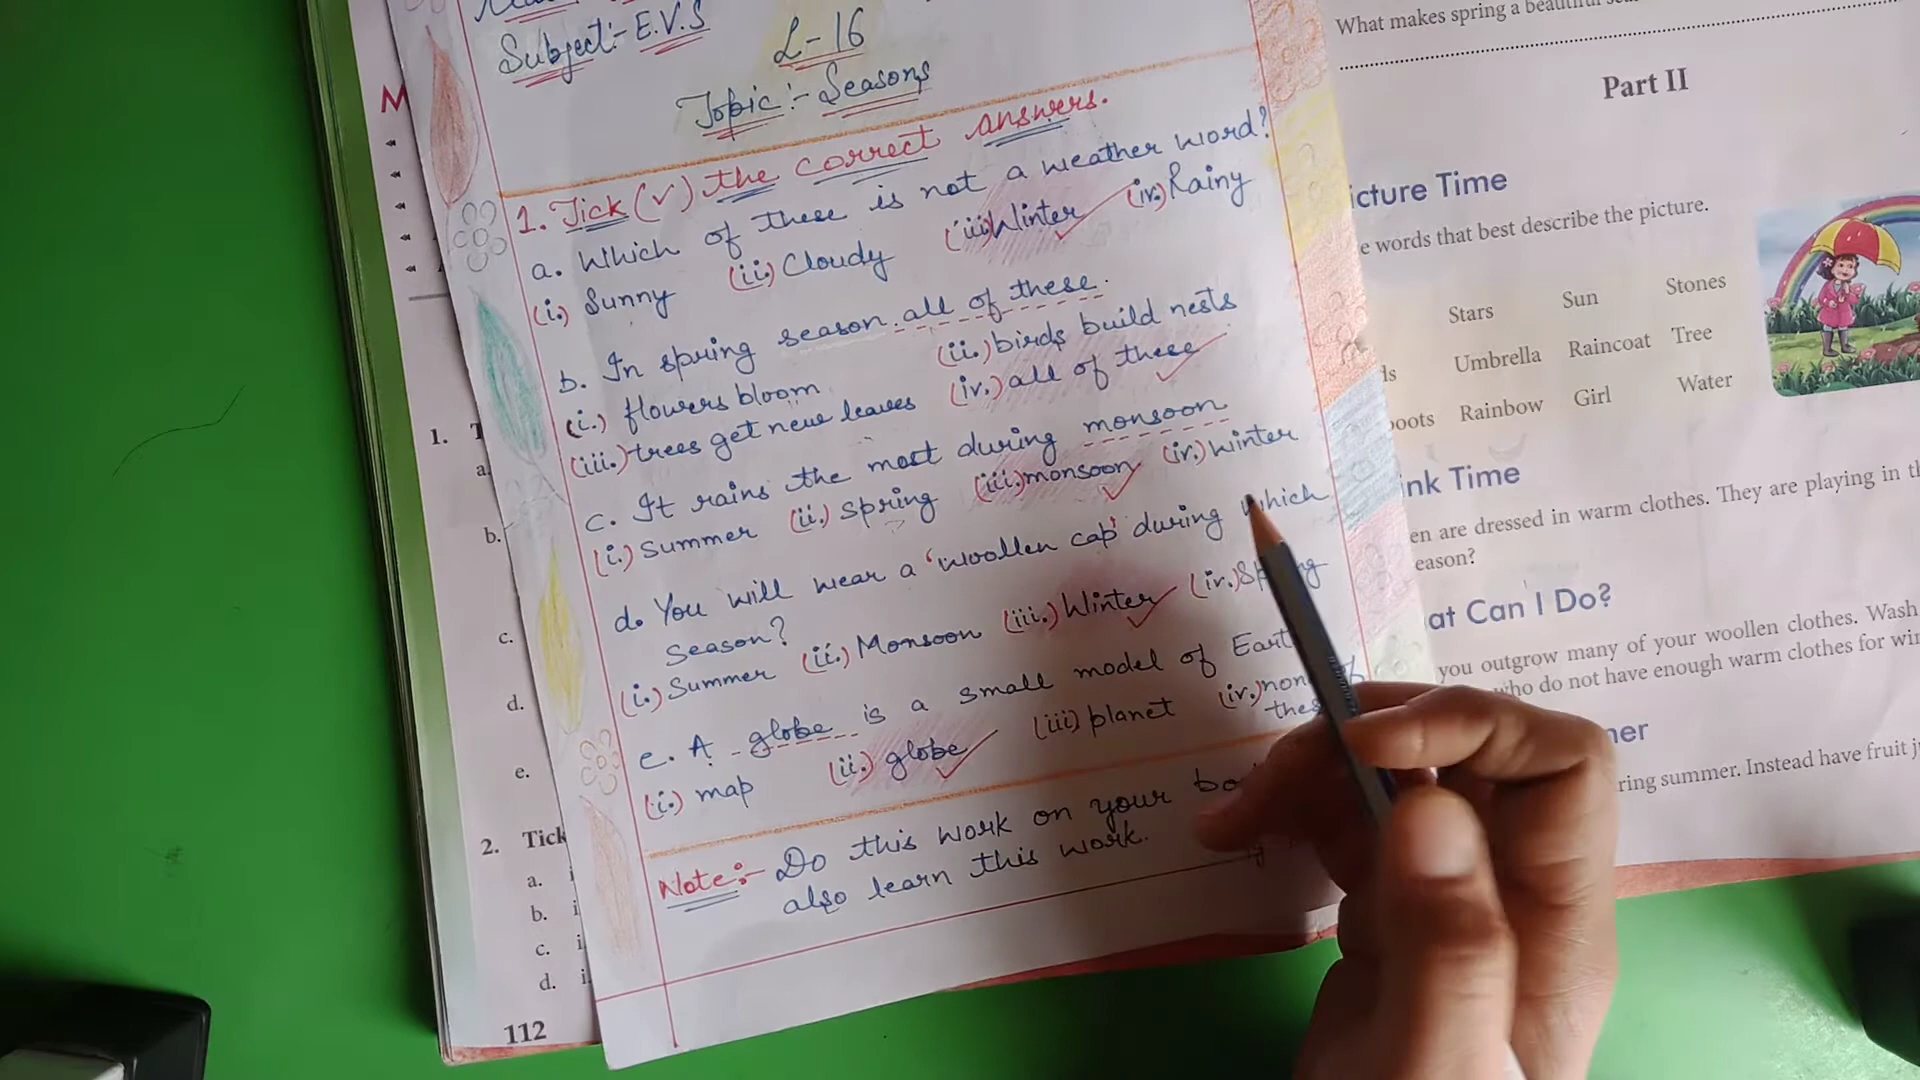 Subject:- E.V.S
L-16
Topic:- Seasons
1. Tick (√) the correct answers.
a. Which of these is not a weather word?
(i.) Sunny (ii.) Cloudy (iii) Winter (iv.) Rainy
b. In spring season all of these.
(i.) flowers bloom (ii.) birds build nests
(iii.) trees get new leaves (iv.) all of these
c. It rains the most during monsoon
(i.) Summer (ii.) Spring (iii.) monsoon (iv.) Winter
d. You will wear a 'woollen cap' during which
season?
(i.) Summer (ii.) Monsoon (iii.) Winter (iv.) Spring
e. A globe is a small model of
(i.) map (ii.) globe (iii) planet (iv.)
Note:- Do this work on your
also learn this work.
1.
a.
b.
c.
d.
e.
2. Tick
a.
b.
c.
d.
112
What makes spring a
Part II
icture Time
words that best describe the picture.
Stars Sun Stones
Umbrella Raincoat Tree
Rainbow Girl Water
nk Time
are dressed in warm clothes. They are playing in
eason?
at Can I Do?
you outgrow many of your woollen clothes. Wash
who do not have enough warm clothes for
ring summer. Instead have fruit